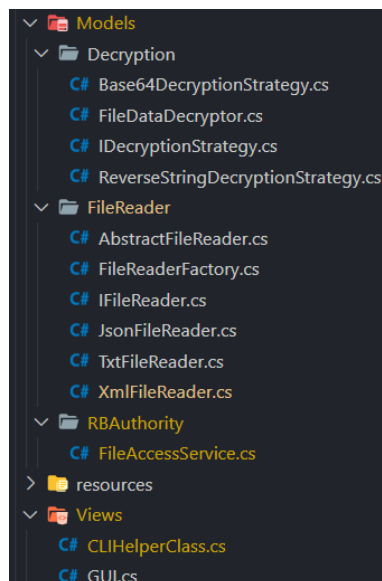 Models
Decryption
C# Base64DecryptionStrategy.cs
C# FileDataDecryptor.cs
C# IDecryptionStrategy.cs
C# ReverseStringDecryptionStrategy.cs
FileReader
C# AbstractFileReader.cs
C# FileReaderFactory.cs
C# IFileReader.cs
C# JsonFileReader.cs
C# TxtFileReader.cs
C# XmlFileReader.cs
RBAuthority
C# FileAccessService.cs
resources
Views
C# CLIHelperClass.cs
C# GUI.cs